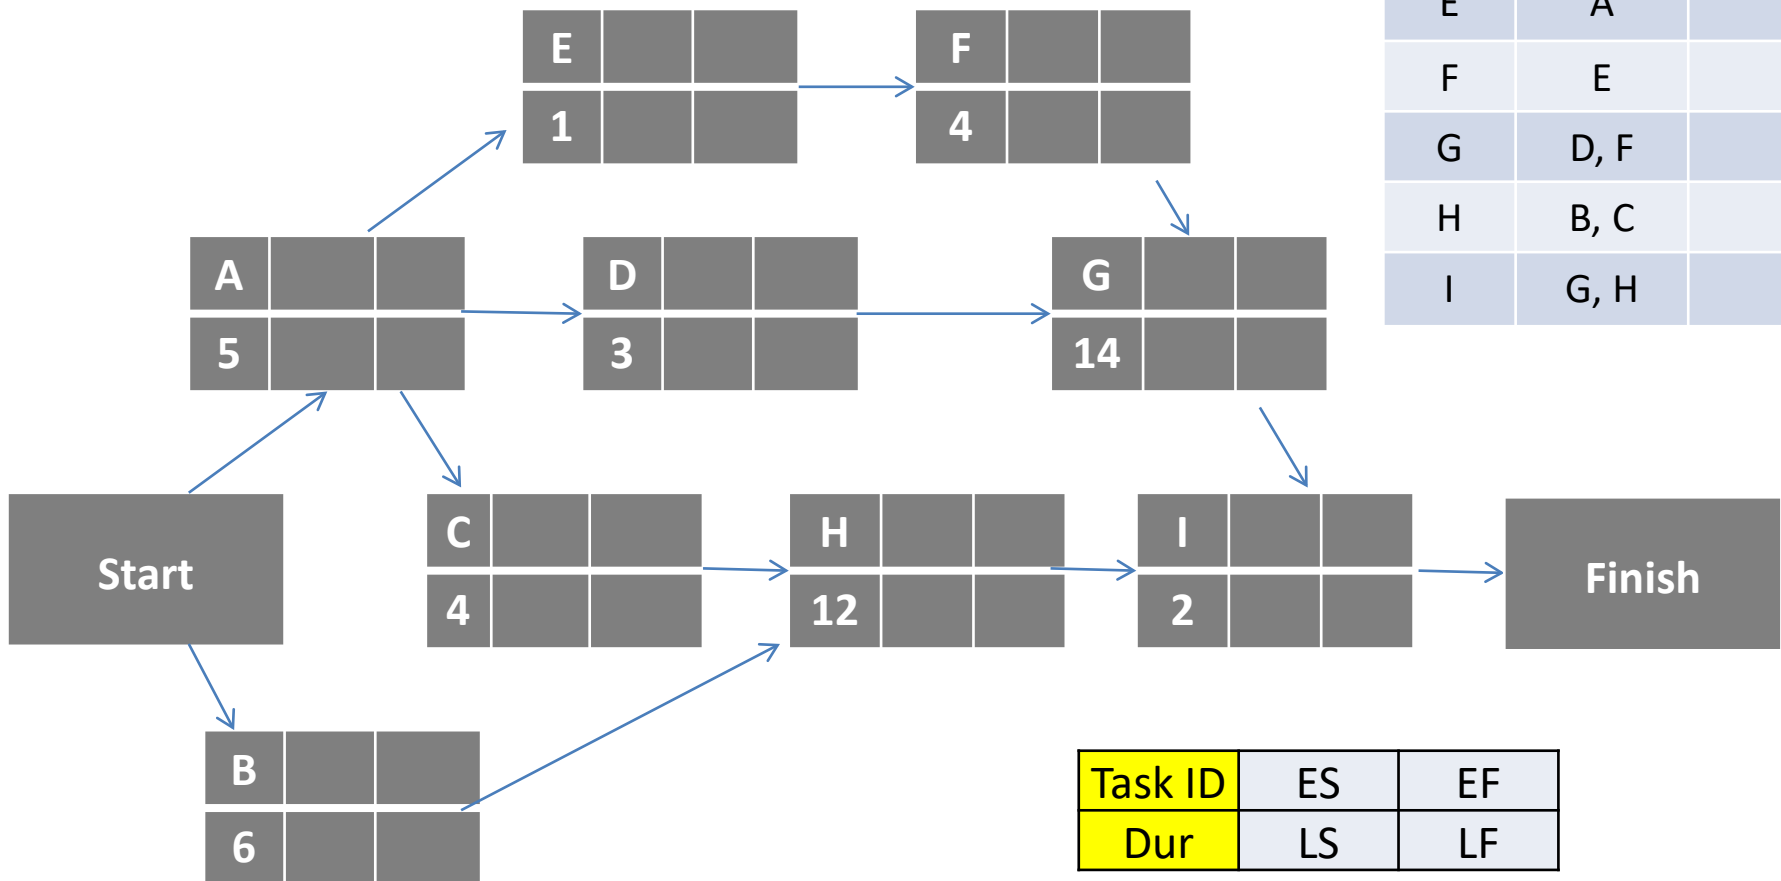 E A
F E
G D, F
H B, C
I G, H
E
1
F
4
A
5
D
3
G
14
Start
C
4
H
12
I
2
Finish
B
6
Task ID ES EF
Dur LS LF